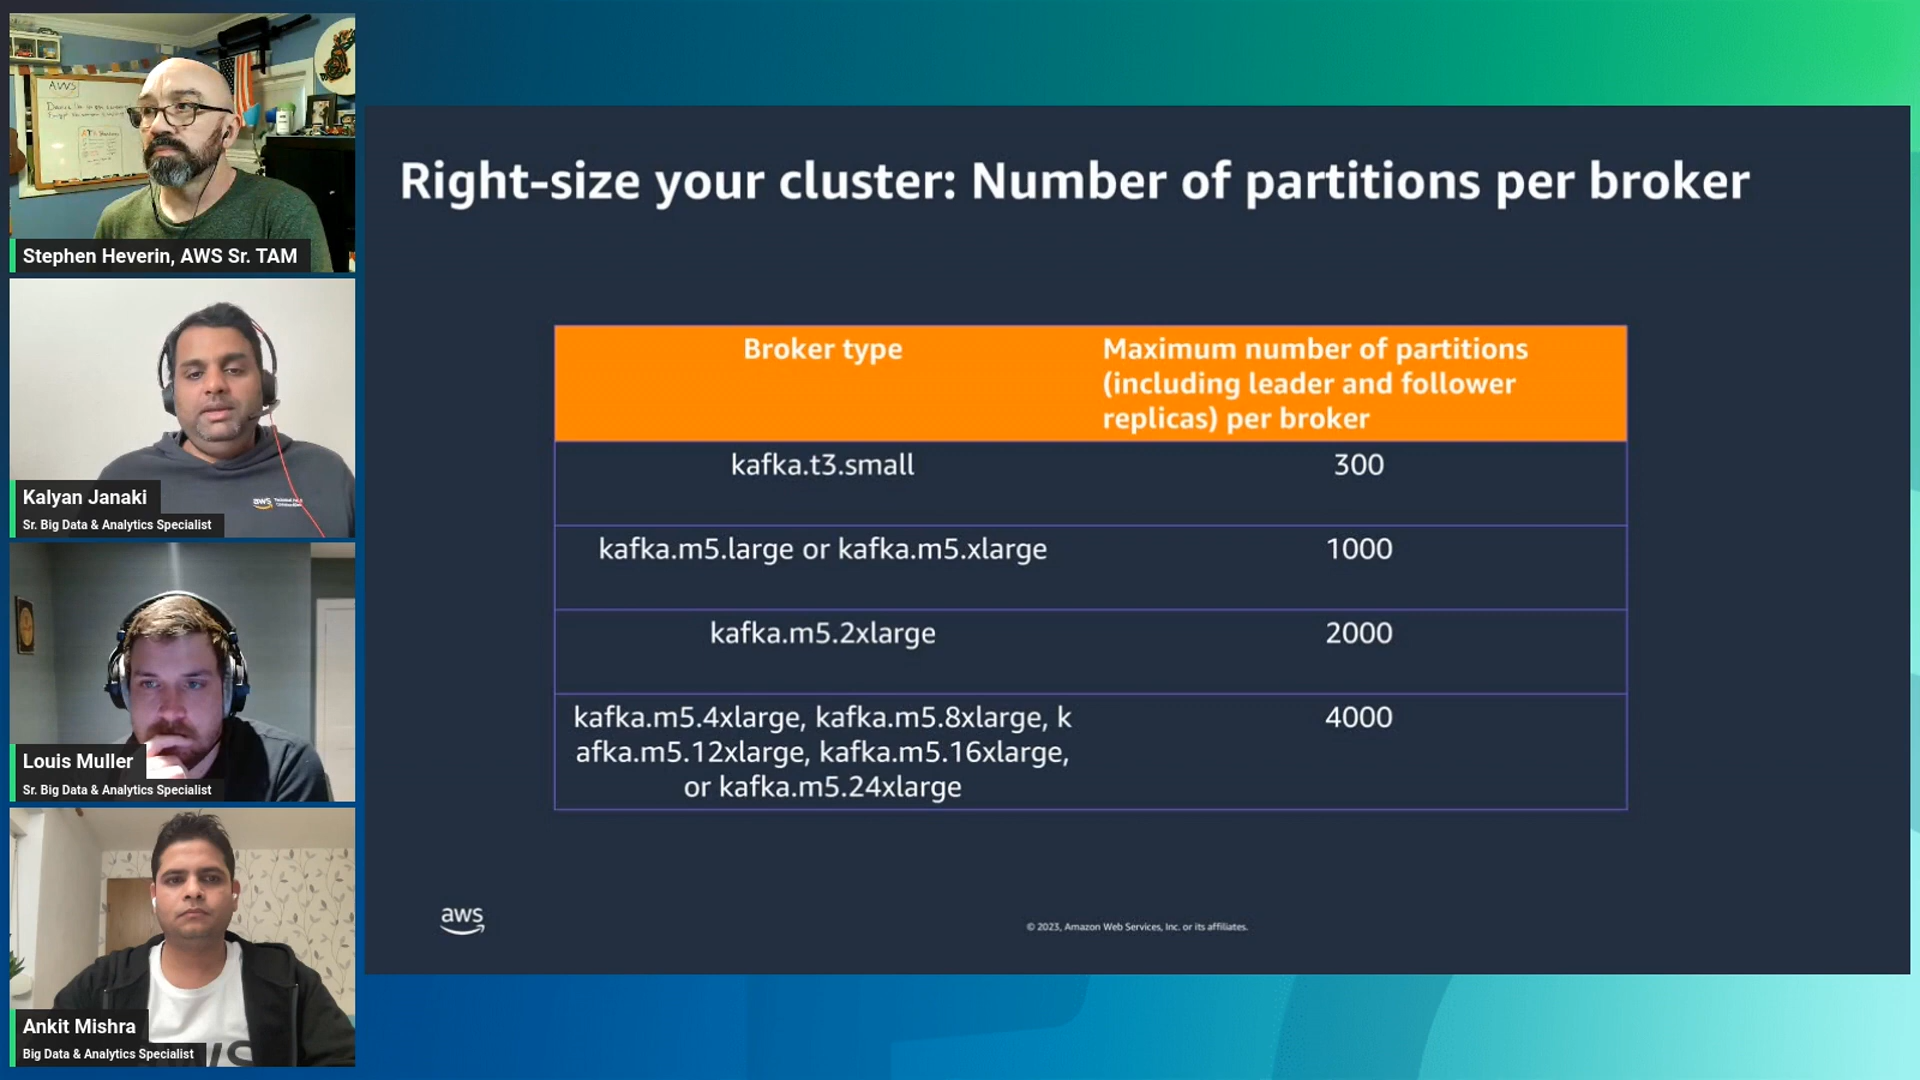 AWS
Stephen Heverin, AWS Sr. TAM
aws
Kalyan Janaki
Sr. Big Data & Analytics Specialist
Louis Muller
Sr. Big Data & Analytics Specialist
Ankit Mishra
Big Data & Analytics Specialist
Right-size your cluster: Number of partitions per broker
Broker type
Maximum number of partitions
(including leader and follower
replicas) per broker
kafka.t3.small
300
kafka.m5.large or kafka.m5.xlarge
1000
kafka.m5.2xlarge
2000
kafka.m5.4xlarge, kafka.m5.8xlarge, k
afka.m5.12xlarge, kafka.m5.16xlarge,
or kafka.m5.24xlarge
4000
aws
© 2023, Amazon Web Services, Inc. or its affiliates.